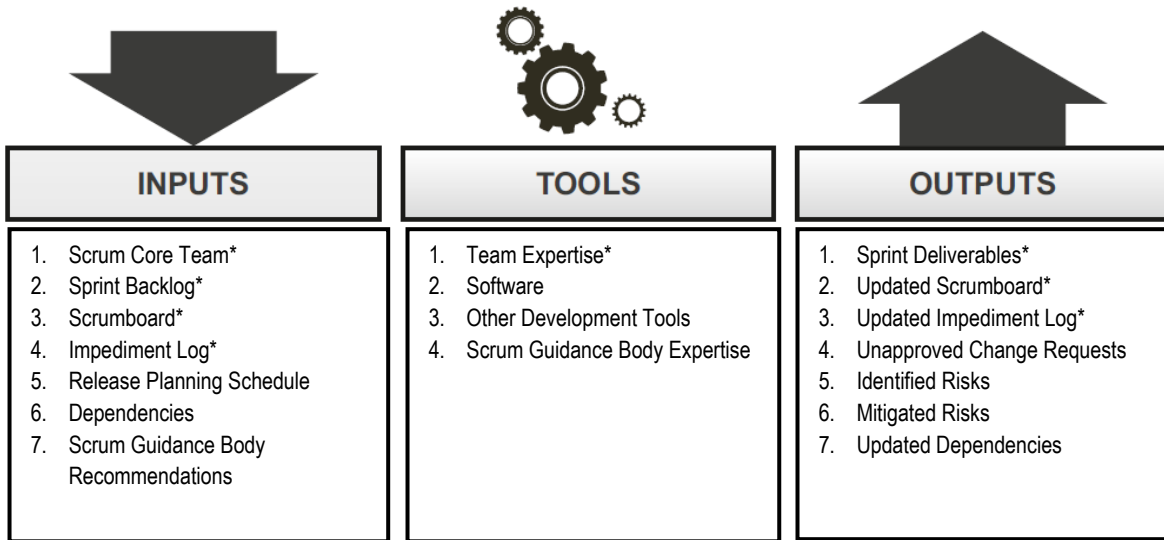 INPUTS
1. Scrum Core Team*
2. Sprint Backlog*
3. Scrumboard*
4. Impediment Log*
5. Release Planning Schedule
6. Dependencies
7. Scrum Guidance Body
Recommendations
TOOLS
1. Team Expertise*
2. Software
3. Other Development Tools
4. Scrum Guidance Body Expertise
OUTPUTS
1. Sprint Deliverables*
2. Updated Scrumboard*
3. Updated Impediment Log*
4. Unapproved Change Requests
5. Identified Risks
6. Mitigated Risks
7. Updated Dependencies